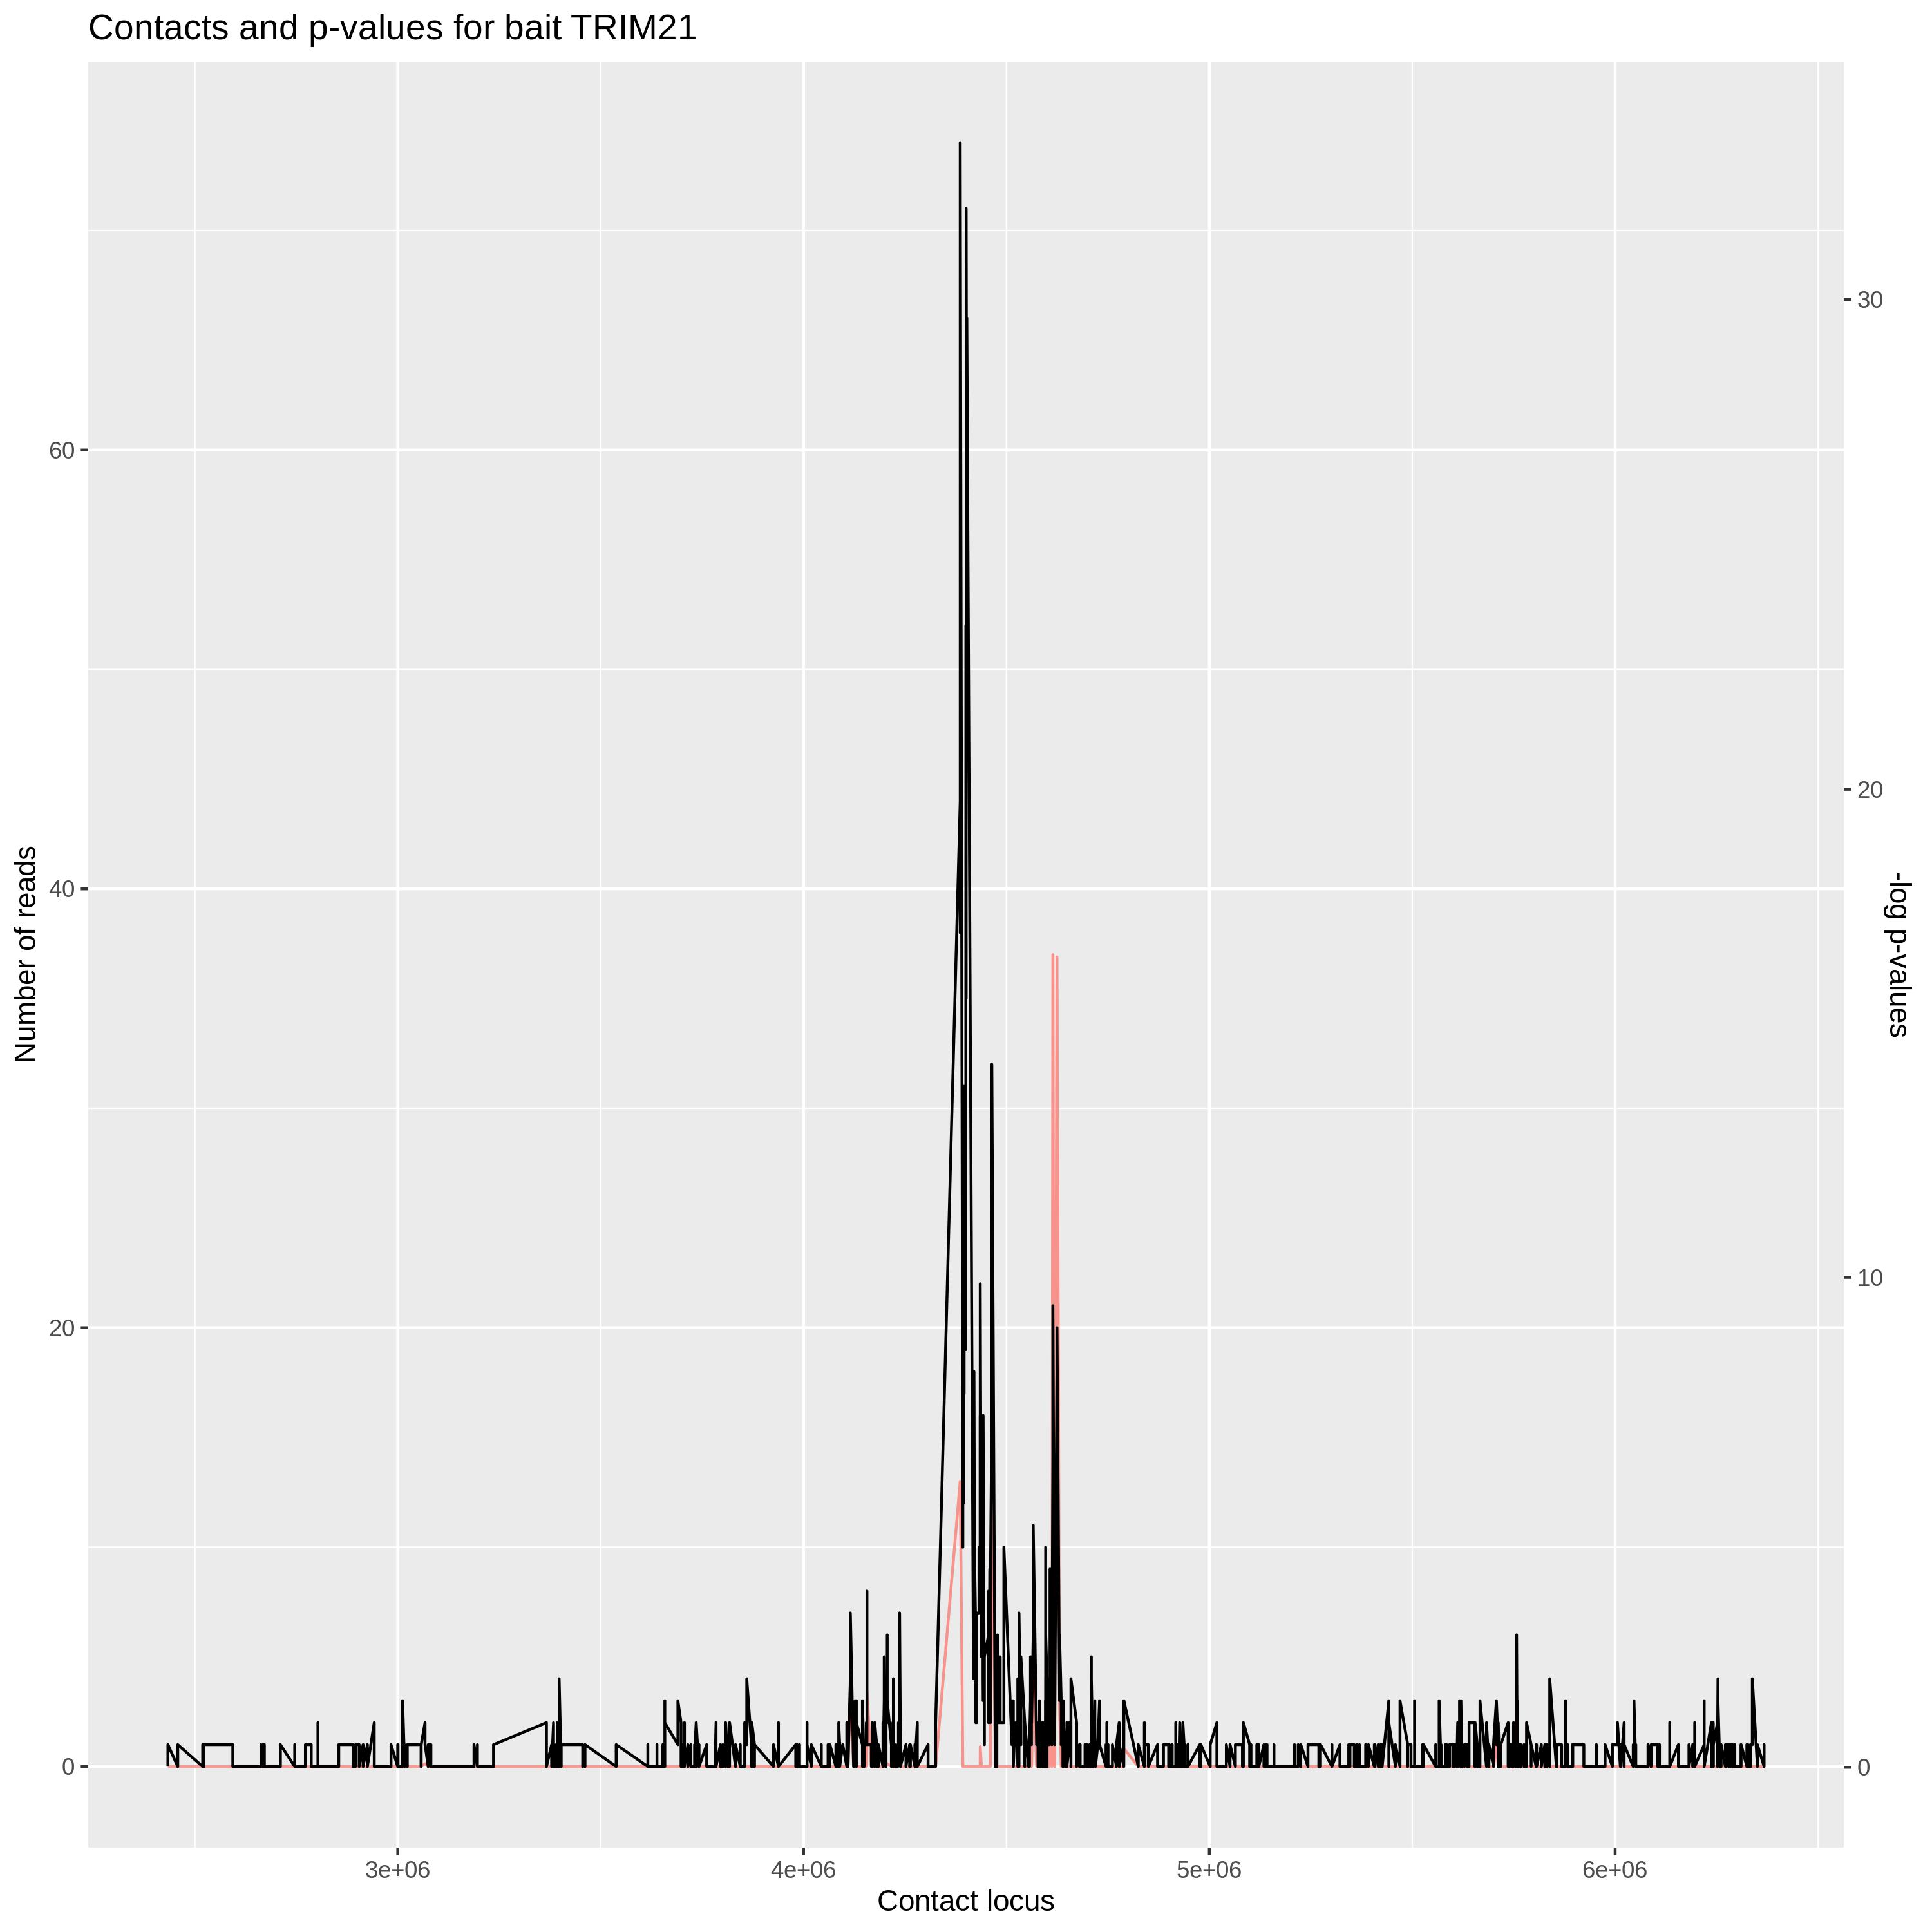 Contacts and p-values for bait TRIM21
Number of reads
60
40
20
0
30
20
10
0
-log p-values
3e+06 4e+06 5e+06 6e+06
Contact locus